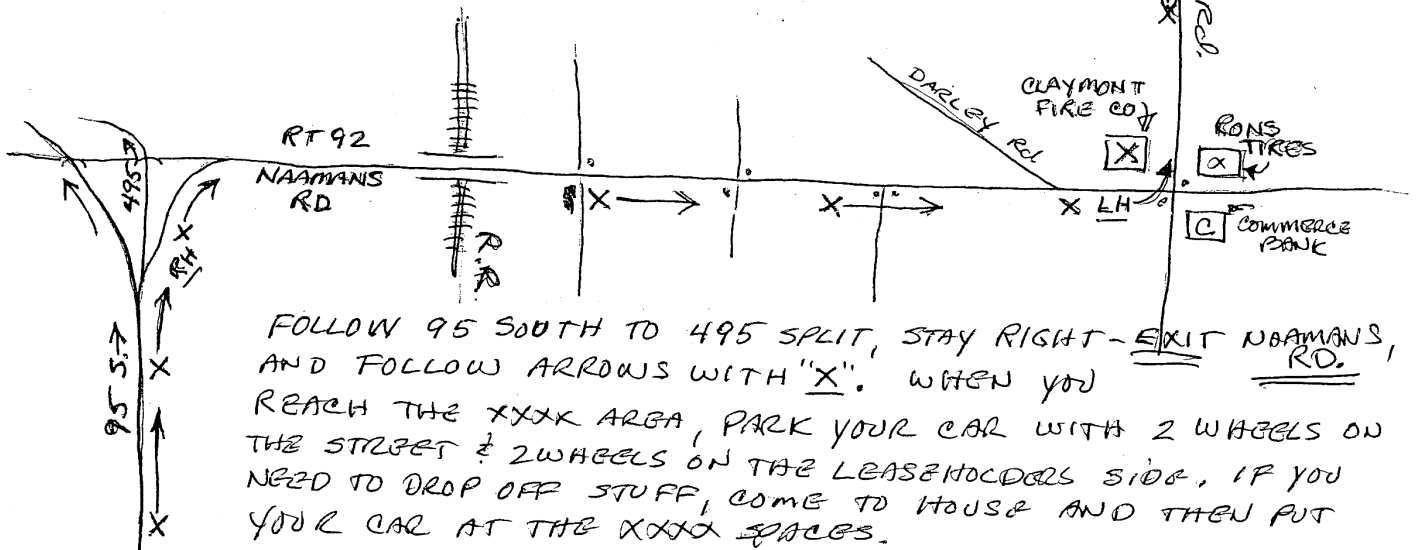 Rd.
X
DARLEY Rd
CLAYMONT
FIRE CO
X
RONS
TIRES
RT 92
NAAMANS
RD
495
R.R.
X
X
X LH
C
COMMERCE
BANK
RH X
95 S.
X
X
FOLLOW 95 SOUTH TO 495 SPLIT, STAY RIGHT - EXIT NAAMANS,
RD.
AND FOLLOW ARROWS WITH "X". WHEN YOU
REACH THE XXXX AREA, PARK YOUR CAR WITH 2 WHEELS ON
THE STREET & 2 WHEELS ON THE LEASEHOLDERS SIDE. IF YOU
NEED TO DROP OFF STUFF, COME TO HOUSE AND THEN PUT
YOUR CAR AT THE XXXX SPACES.